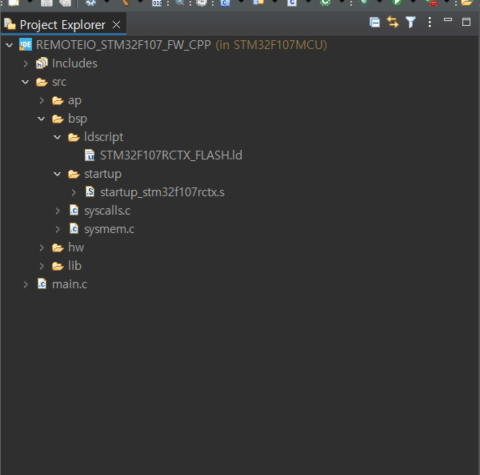 Project Explorer
REMOTEIO_STM32F107_FW_CPP (in STM32F107MCU)
Includes
src
ap
bsp
ldscript
STM32F107RCTX_FLASH.ld
startup
startup_stm32f107rctx.s
syscalls.c
sysmem.c
hw
lib
main.c